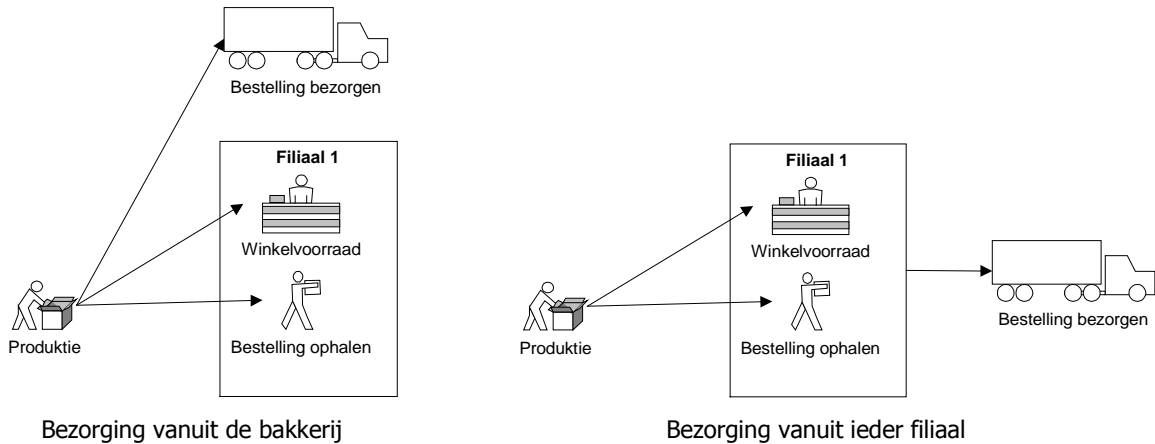 Bestelling bezorgen
Filiaal 1
Winkelvoorraad
Produktie
Bestelling ophalen
Bezorging vanuit de bakkerij
Filiaal 1
Winkelvoorraad
Bestelling bezorgen
Produktie
Bestelling ophalen
Bezorging vanuit ieder filiaal